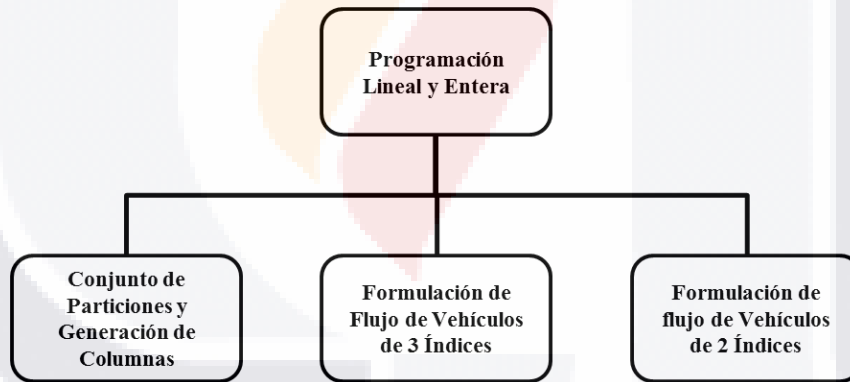 Programación
Lineal y Entera
Conjunto de
Particiones y
Generación de
Columnas
Formulación de
Flujo de Vehículos
de 3 Índices
Formulación de
flujo de Vehículos
de 2 Índices